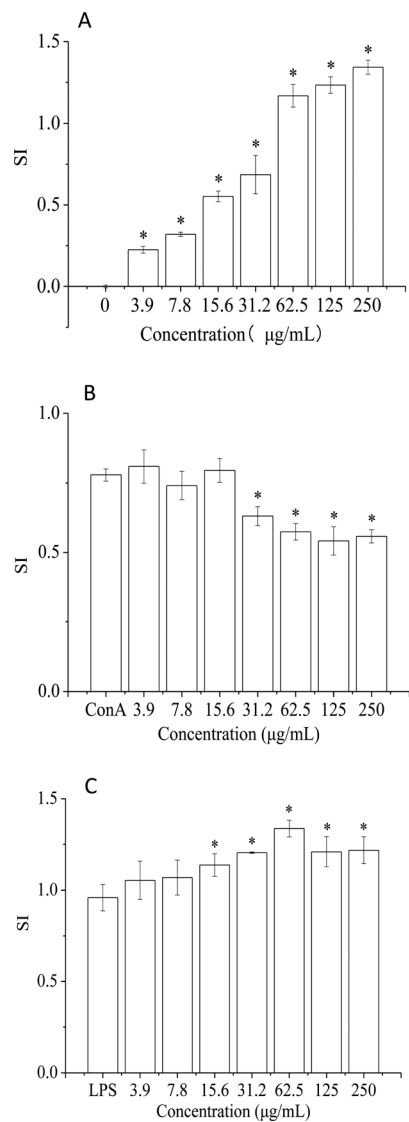 A
SI
1.5
1.0
0.5
0.0
* * * * * * *
0 3.9 7.8 15.6 31.2 62.5 125 250
Concentration( μg/mL)
B
SI
1.0
0.5
0.0
* * * *
ConA 3.9 7.8 15.6 31.2 62.5 125 250
Concentration (μg/mL)
C
SI
1.5
1.0
0.5
0.0
* * * * *
LPS 3.9 7.8 15.6 31.2 62.5 125 250
Concentration (μg/mL)